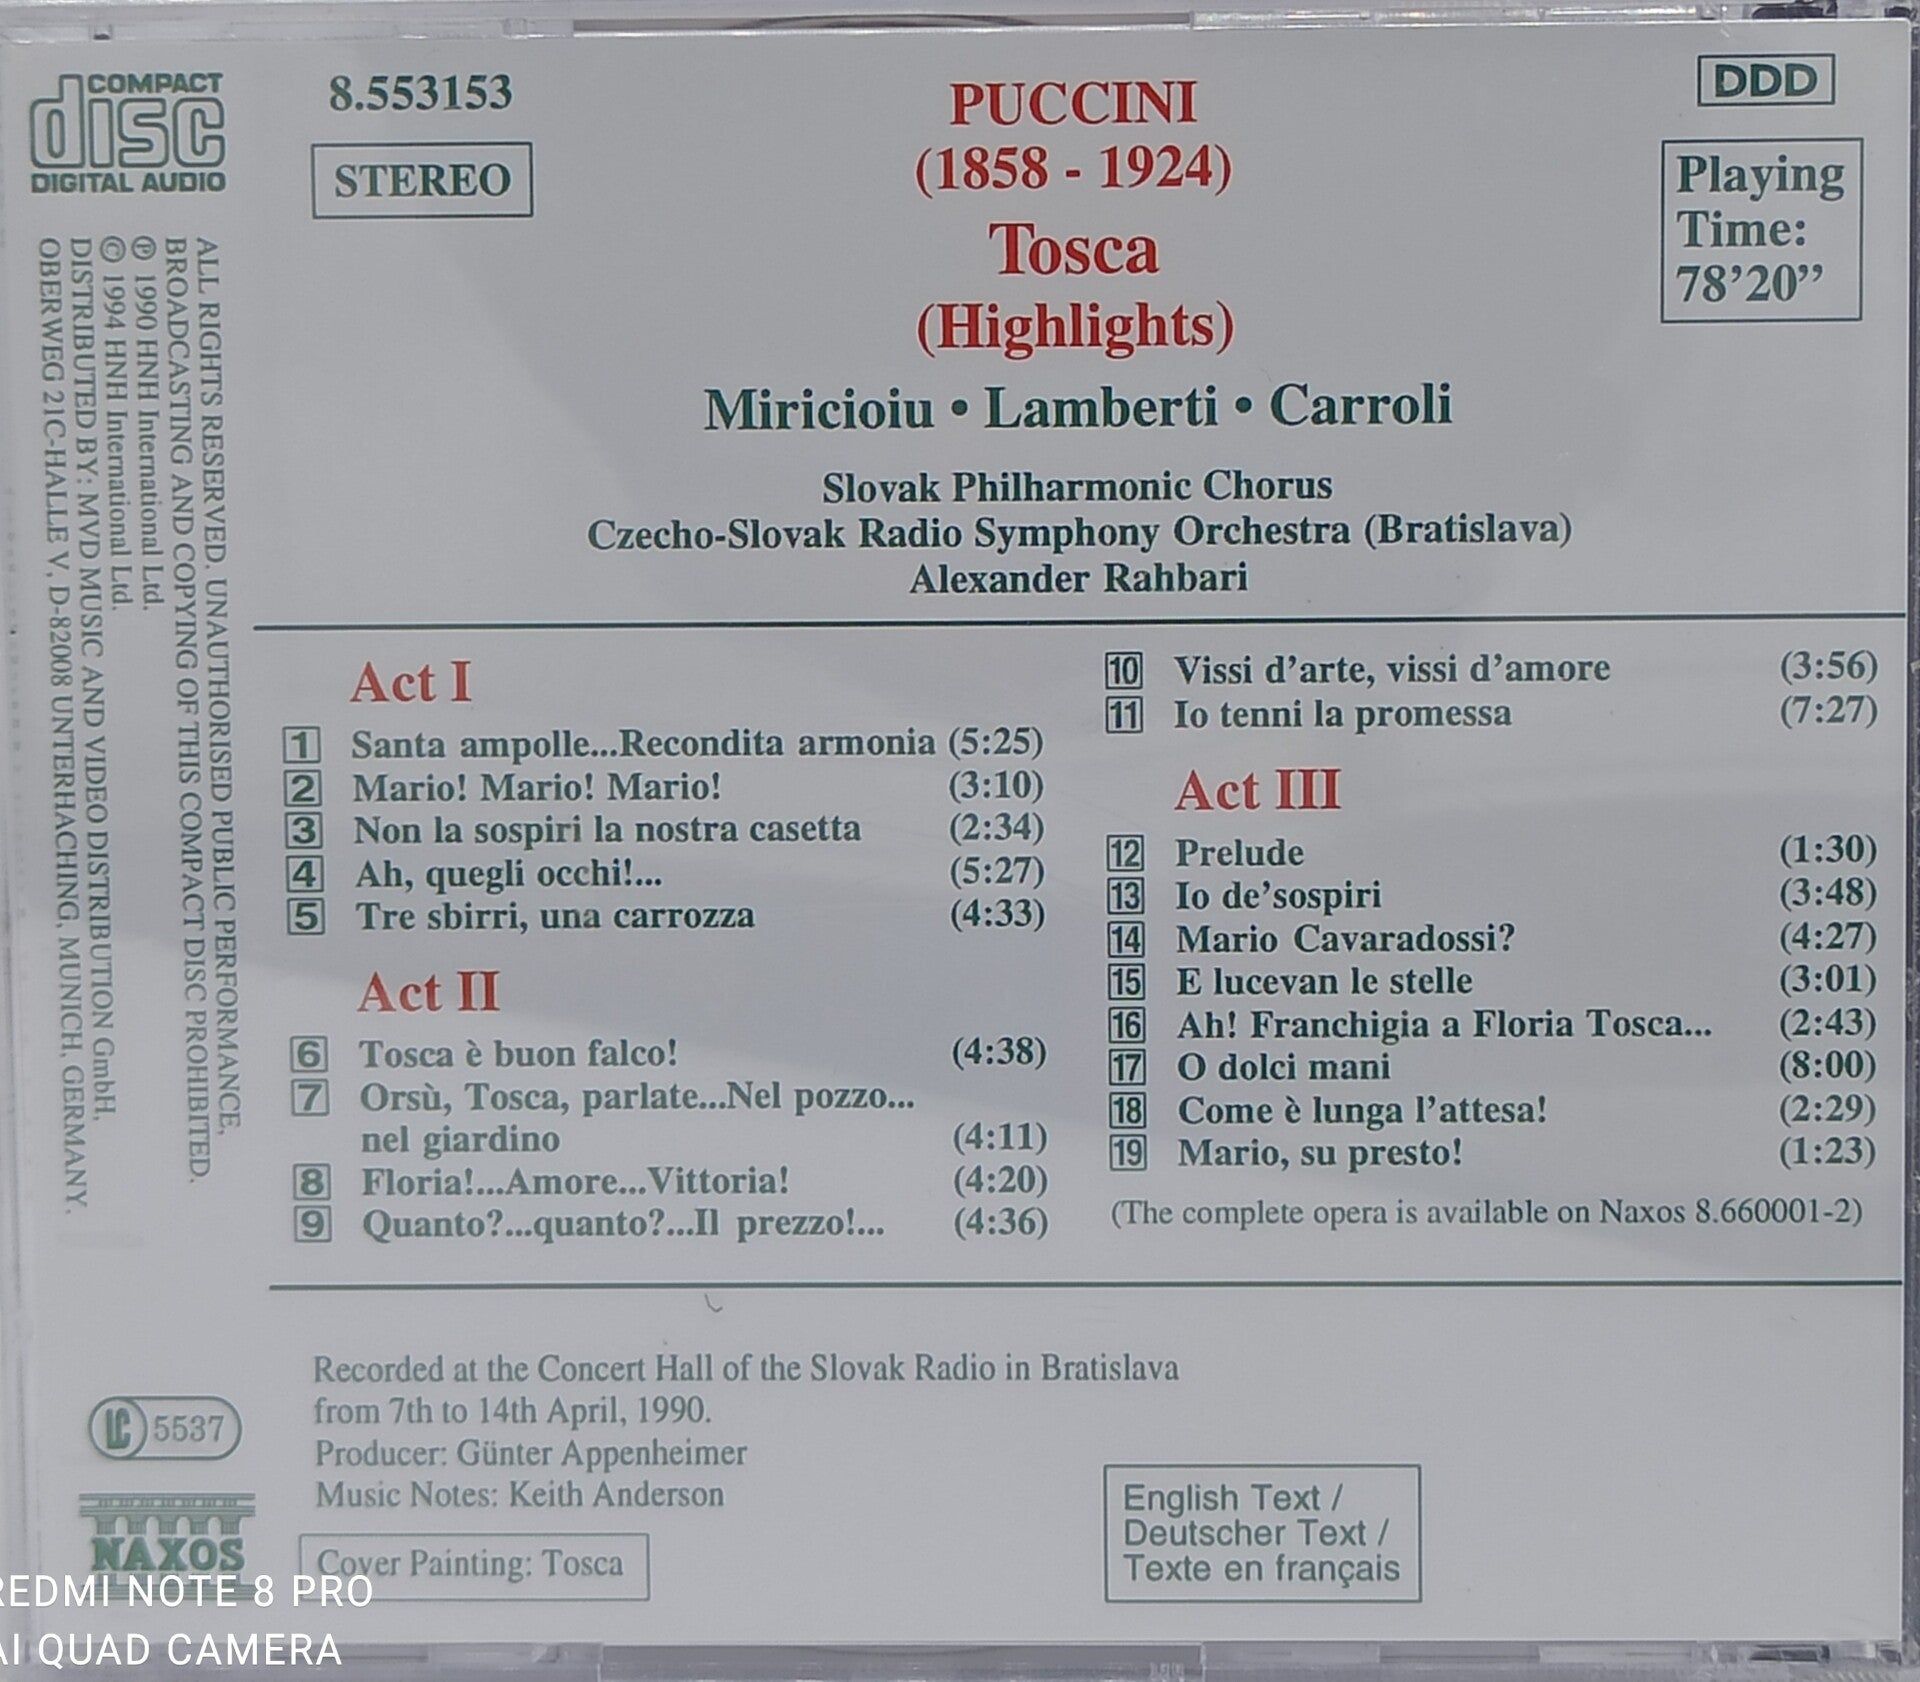 COMPACT
disc
DIGITAL AUDIO
8.553153
STEREO
PUCCINI
(1858 - 1924)
Tosca
(Highlights)
Miricioiu • Lamberti • Carroli
Slovak Philharmonic Chorus
Czecho-Slovak Radio Symphony Orchestra (Bratislava)
Alexander Rahbari
DDD
Playing
Time:
78’20”
ALL RIGHTS RESERVED. UNAUTHORISED PUBLIC PERFORMANCE,
BROADCASTING AND COPYING OF THIS COMPACT DISC PROHIBITED.
℗ 1990 HNH International Ltd.
© 1994 HNH International Ltd.
DISTRIBUTED BY: MVD MUSIC AND VIDEO DISTRIBUTION GmbH,
OBERWEG 21C-HALLE V, D-82008 UNTERHACHING, MUNICH, GERMANY.
Act I
1 Santa ampolle...Recondita armonia (5:25)
2 Mario! Mario! Mario! (3:10)
3 Non la sospiri la nostra casetta (2:34)
4 Ah, quegli occhi!... (5:27)
5 Tre sbirri, una carrozza (4:33)
Act II
6 Tosca è buon falco! (4:38)
7 Orsù, Tosca, parlate...Nel pozzo...
nel giardino (4:11)
8 Floria!...Amore...Vittoria! (4:20)
9 Quanto?...quanto?...Il prezzo!... (4:36)
10 Vissi d’arte, vissi d’amore (3:56)
11 Io tenni la promessa (7:27)
Act III
12 Prelude (1:30)
13 Io de’sospiri (3:48)
14 Mario Cavaradossi? (4:27)
15 E lucevan le stelle (3:01)
16 Ah! Franchigia a Floria Tosca... (2:43)
17 O dolci mani (8:00)
18 Come è lunga l’attesa! (2:29)
19 Mario, su presto! (1:23)
(The complete opera is available on Naxos 8.660001-2)
Recorded at the Concert Hall of the Slovak Radio in Bratislava
from 7th to 14th April, 1990.
Producer: Günter Appenheimer
Music Notes: Keith Anderson
Cover Painting: Tosca
English Text /
Deutscher Text /
Texte en français
LC 5537
NAXOS
REDMI NOTE 8 PRO
AI QUAD CAMERA